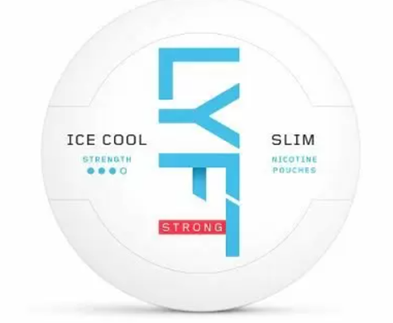 LYFT
ICE COOL
STRENGTH
SLIM
NICOTINE
POUCHES
STRONG